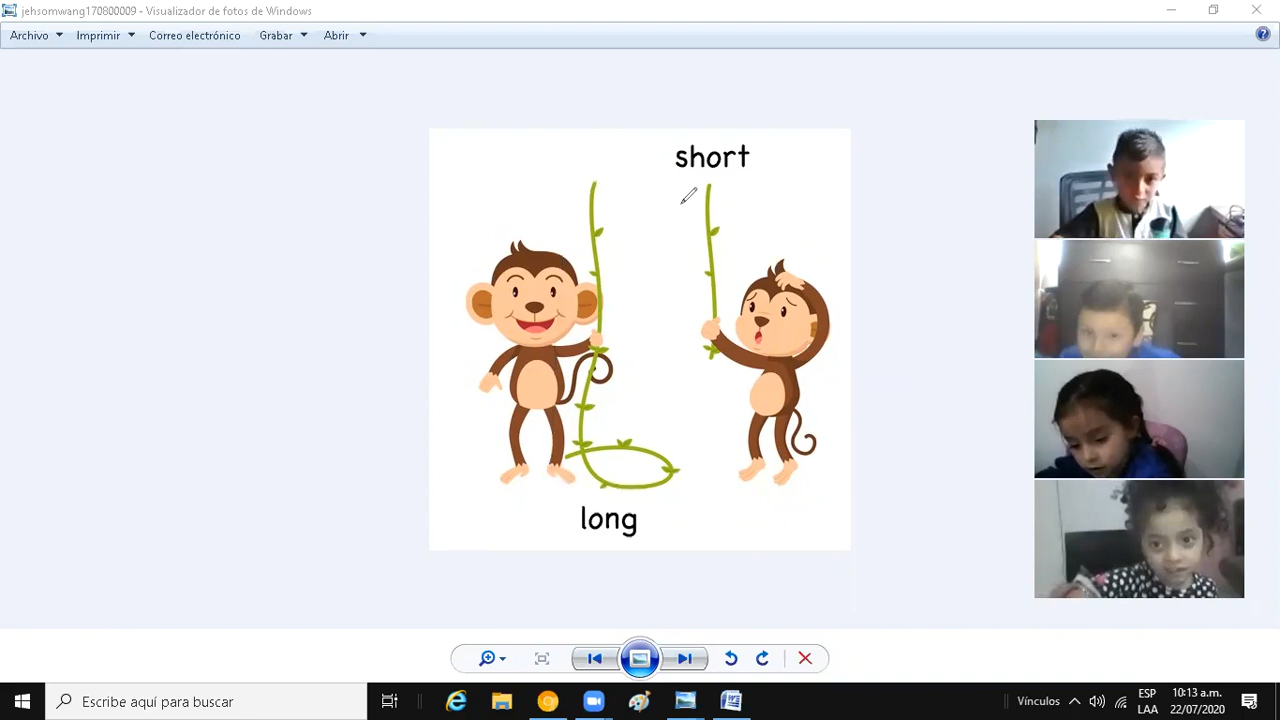 jehsomwang170800009 - Visualizador de fotos de Windows
Archivo Imprimir Correo electrónico Grabar Abrir
short
long
Escribe aquí para buscar
Vínculos
ESP
LAA
10:13 a.m.
22/07/2020